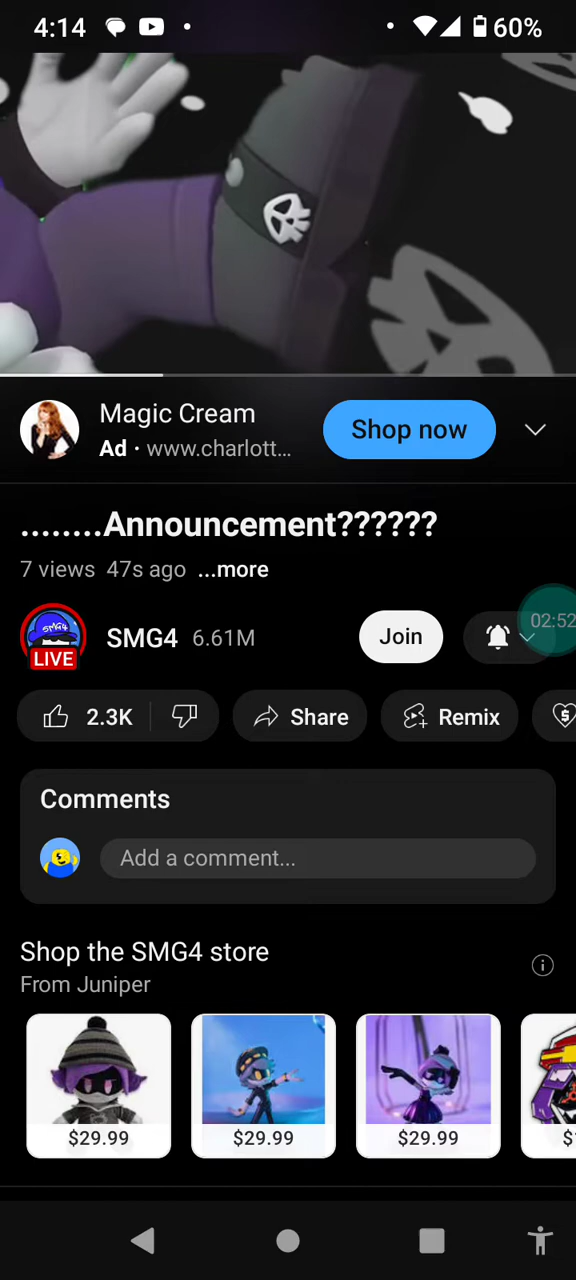 4:14
60%
Magic Cream
Ad · www.charlott...
Shop now
........Announcement??????
7 views 47s ago ...more
SMG4
LIVE
SMG4 6.61M
Join
02:52
2.3K
Share
Remix
Comments
Add a comment...
Shop the SMG4 store
From Juniper
$29.99
$29.99
$29.99